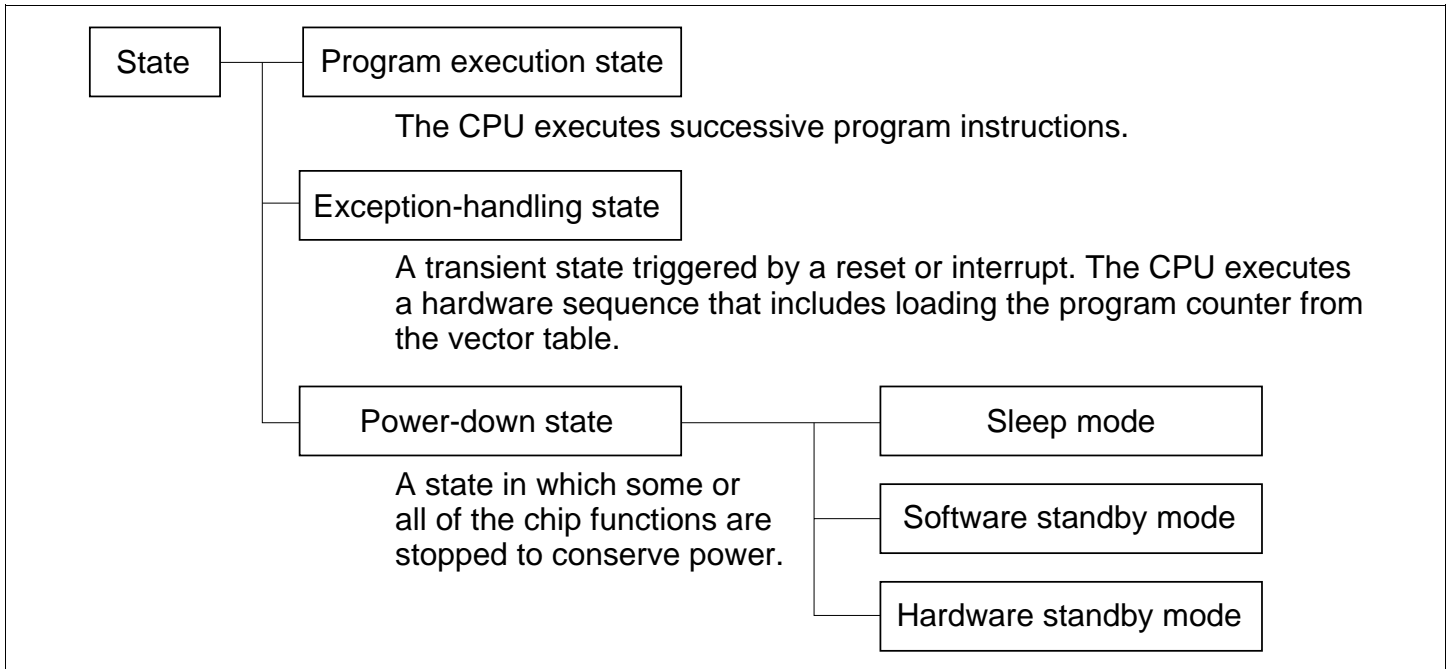 State
Program execution state
The CPU executes successive program instructions.
Exception-handling state
A transient state triggered by a reset or interrupt. The CPU executes
a hardware sequence that includes loading the program counter from
the vector table.
Power-down state
Sleep mode
A state in which some or
all of the chip functions are
stopped to conserve power.
Software standby mode
Hardware standby mode